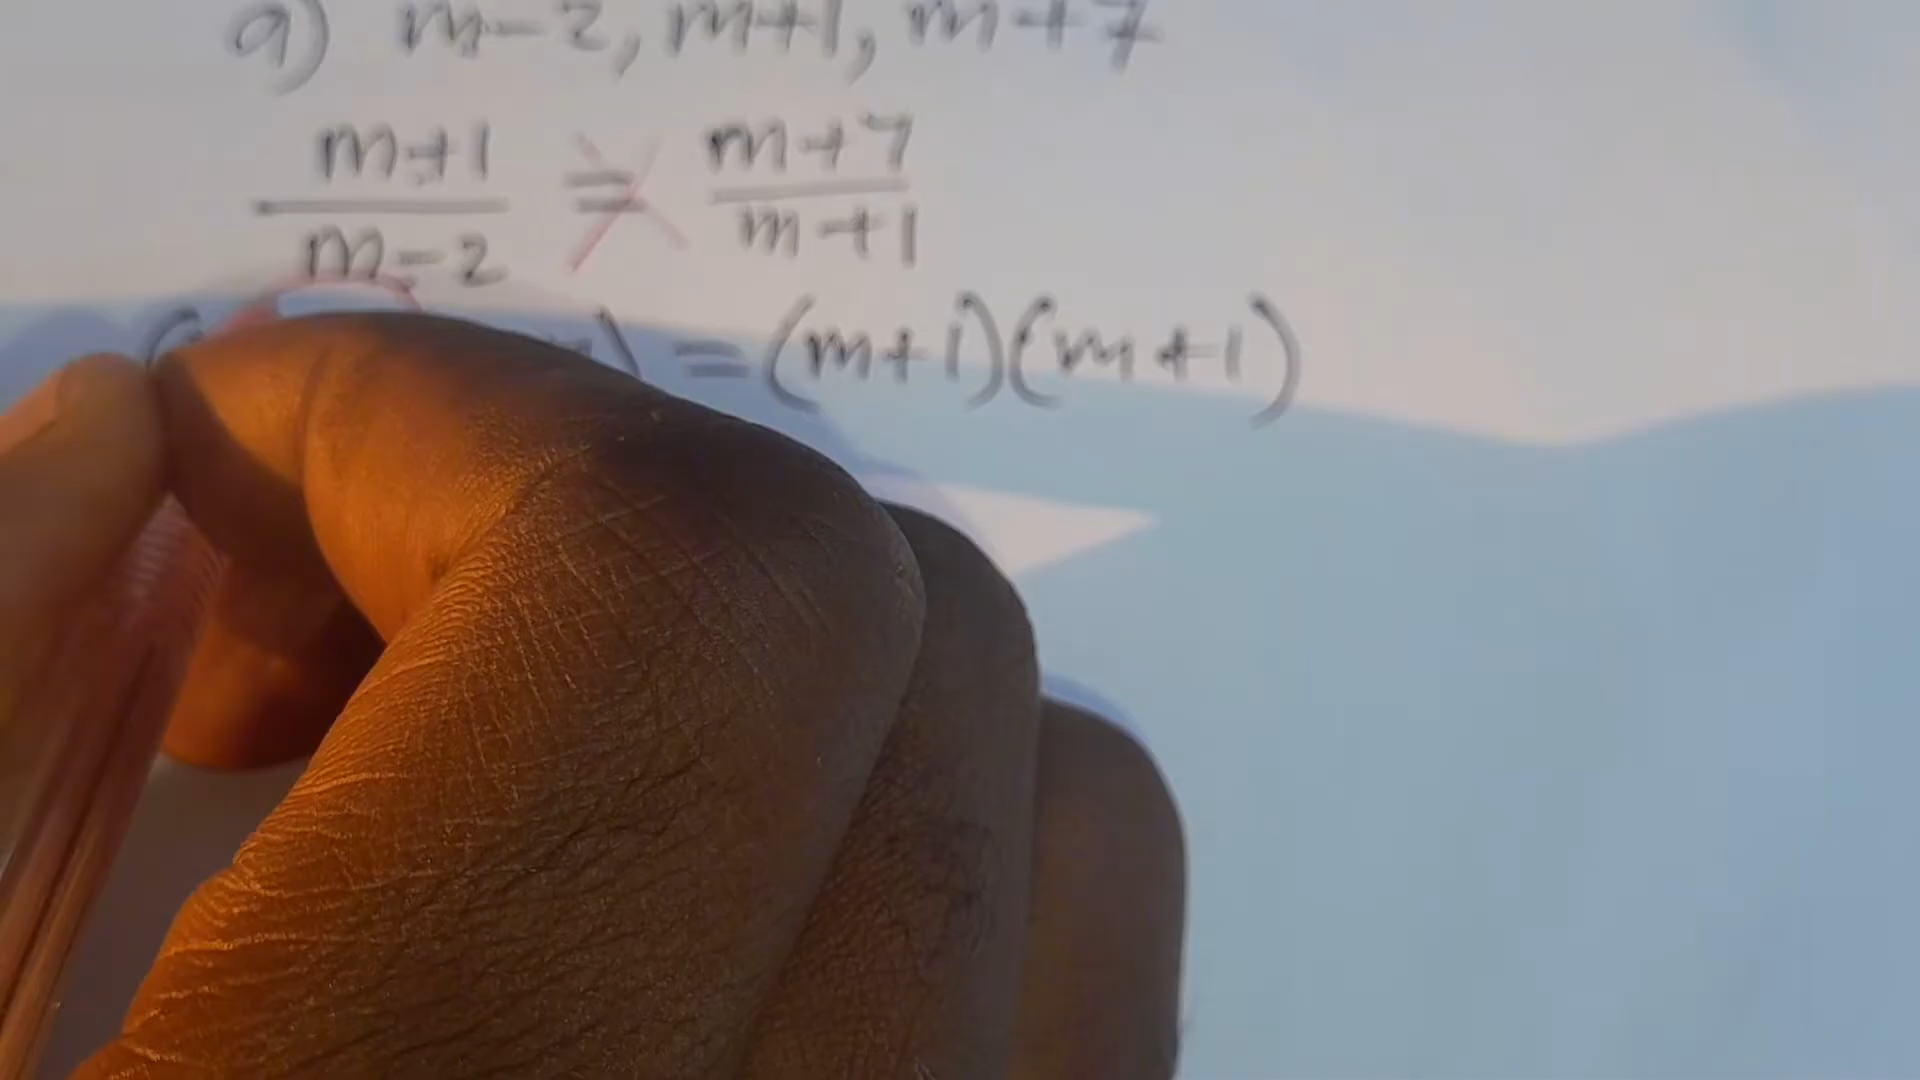 a) m-2, m+1, m+7
m+1 / m-2 = m+7 / m+1
( ) = (m+1)(m+1)